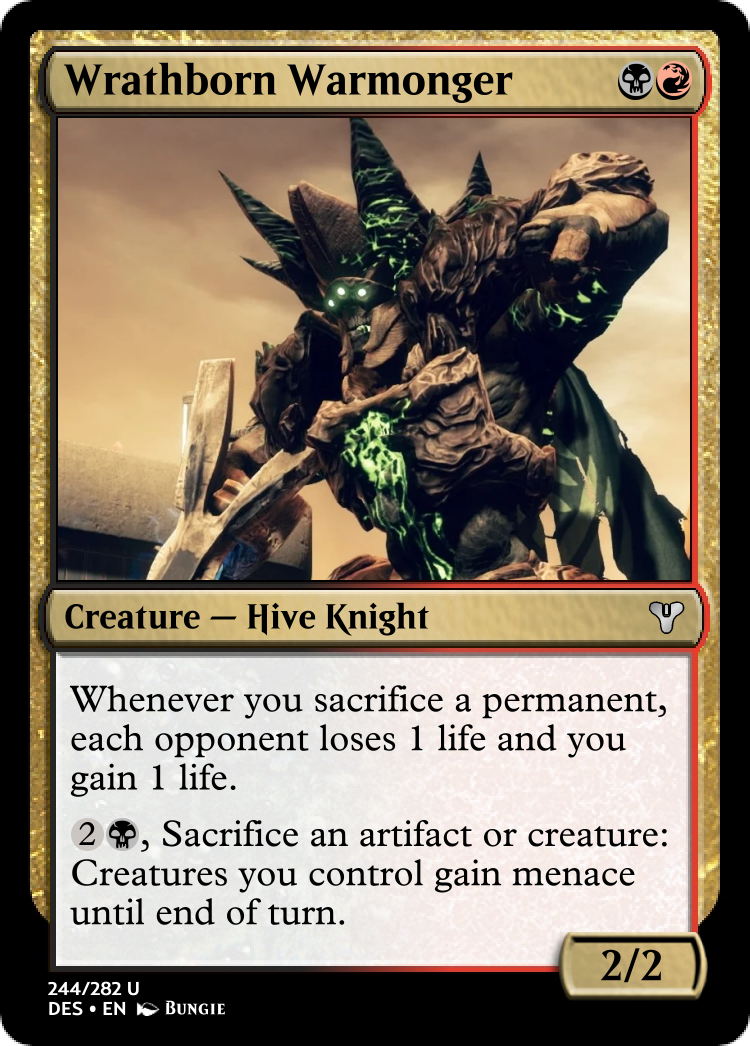 Wrathborn Warmonger
Creature — Hive Knight
Whenever you sacrifice a permanent,
each opponent loses 1 life and you
gain 1 life.
2, Sacrifice an artifact or creature:
Creatures you control gain menace
until end of turn.
2/2
244/282 U
DES • EN Bungie